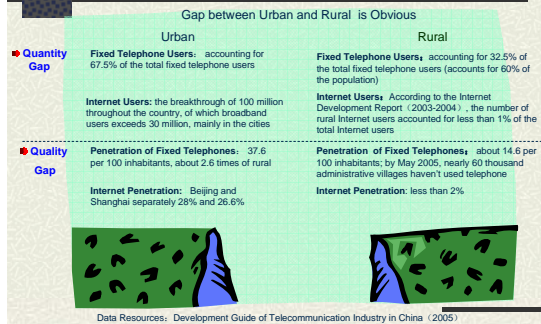 Gap between Urban and Rural is Obvious
Urban
Rural
Quantity
Gap
Fixed Telephone Users： accounting for
67.5% of the total fixed telephone users
Fixed Telephone Users： accounting for 32.5% of
the total fixed telephone users (accounts for 60% of
the population)
Internet Users: the breakthrough of 100 million
throughout the country, of which broadband
users exceeds 30 million, mainly in the cities
Internet Users： According to the Internet
Development Report（2003-2004）, the number of
rural Internet users accounted for less than 1% of the
total Internet users
Quality
Gap
Penetration of Fixed Telephones： 37.6
per 100 inhabitants, about 2.6 times of rural
Penetration of Fixed Telephones： about 14.6 per
100 inhabitants; by May 2005, nearly 60 thousand
administrative villages haven't used telephone
Internet Penetration： Beijing and
Shanghai separately 28% and 26.6%
Internet Penetration: less than 2%
Data Resources：Development Guide of Telecommunication Industry in China（2005）